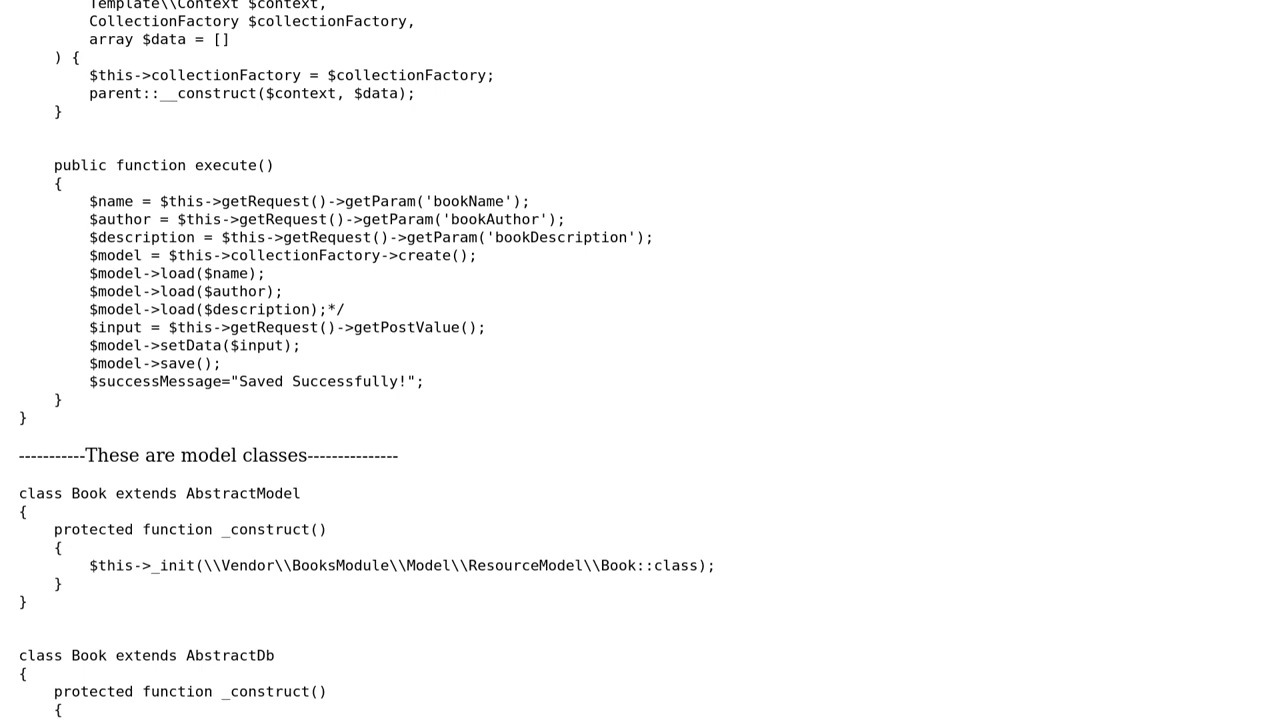 Template\\Context $context,
CollectionFactory $collectionFactory,
array $data = []
) {
$this->collectionFactory = $collectionFactory;
parent::__construct($context, $data);
}
public function execute()
{
$name = $this->getRequest()->getParam('bookName');
$author = $this->getRequest()->getParam('bookAuthor');
$description = $this->getRequest()->getParam('bookDescription');
$model = $this->collectionFactory->create();
$model->load($name);
$model->load($author);
$model->load($description);*/
$input = $this->getRequest()->getPostValue();
$model->setData($input);
$model->save();
$successMessage="Saved Successfully!";
}
}
-----------These are model classes---------------
class Book extends AbstractModel
{
protected function _construct()
{
$this->_init(\\Vendor\\BooksModule\\Model\\ResourceModel\\Book::class);
}
}
class Book extends AbstractDb
{
protected function _construct()
{